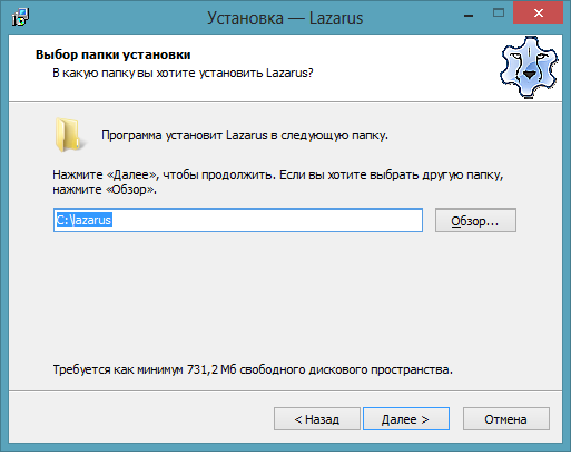 Установка — Lazarus
Выбор папки установки
В какую папку вы хотите установить Lazarus?
Программа установит Lazarus в следующую папку.
Нажмите «Далее», чтобы продолжить. Если вы хотите выбрать другую папку,
нажмите «Обзор».
C:\lazarus
Обзор...
Требуется как минимум 731,2 Мб свободного дискового пространства.
< Назад
Далее >
Отмена